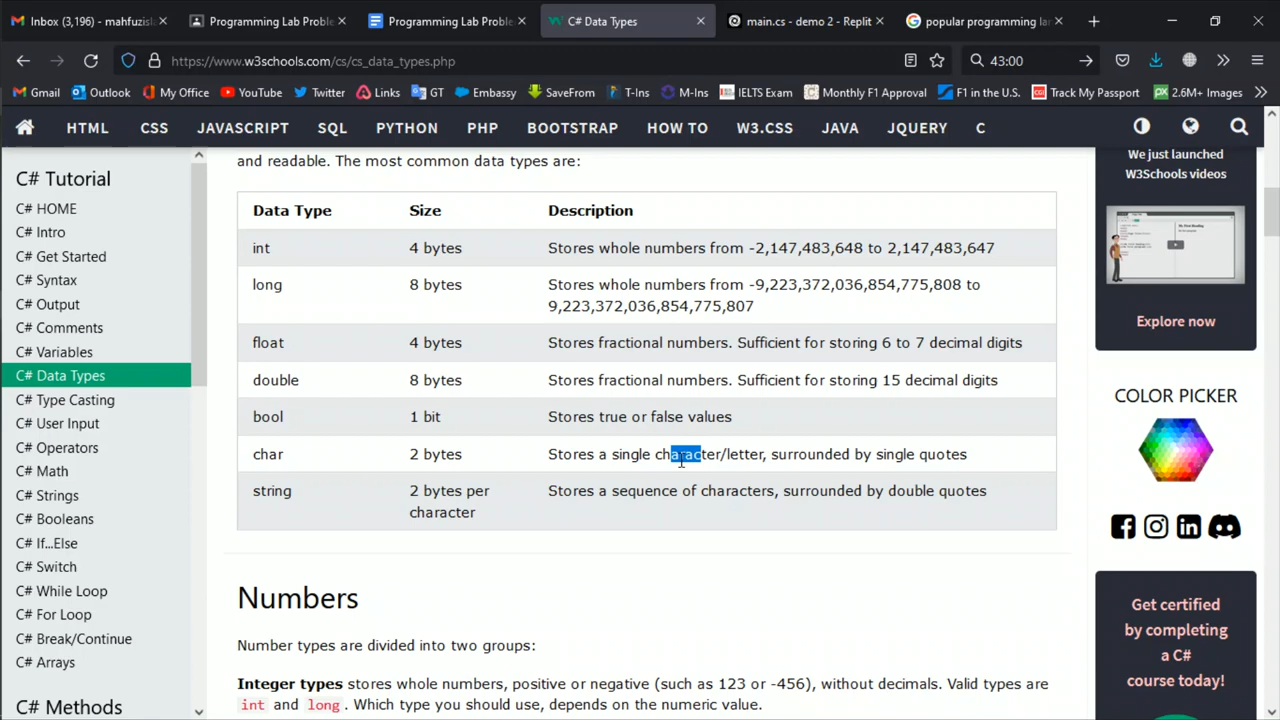 Inbox (3,196) - mahfuzisl
Programming Lab Proble
Programming Lab Proble
C# Data Types
main.cs - demo 2 - Replit
popular programming la
https://www.w3schools.com/cs/cs_data_types.php
43:00
Gmail
Outlook
My Office
YouTube
Twitter
Links
GT
Embassy
SaveFrom
T-Ins
M-Ins
IELTS Exam
Monthly F1 Approval
F1 in the U.S.
Track My Passport
2.6M+ Images
HTML
CSS
JAVASCRIPT
SQL
PYTHON
PHP
BOOTSTRAP
HOW TO
W3.CSS
JAVA
JQUERY
C
C# Tutorial
C# HOME
C# Intro
C# Get Started
C# Syntax
C# Output
C# Comments
C# Variables
C# Data Types
C# Type Casting
C# User Input
C# Operators
C# Math
C# Strings
C# Booleans
C# If...Else
C# Switch
C# While Loop
C# For Loop
C# Break/Continue
C# Arrays
C# Methods
and readable. The most common data types are:
Data Type Size Description
int 4 bytes Stores whole numbers from -2,147,483,648 to 2,147,483,647
long 8 bytes Stores whole numbers from -9,223,372,036,854,775,808 to
9,223,372,036,854,775,807
float 4 bytes Stores fractional numbers. Sufficient for storing 6 to 7 decimal digits
double 8 bytes Stores fractional numbers. Sufficient for storing 15 decimal digits
bool 1 bit Stores true or false values
char 2 bytes Stores a single character/letter, surrounded by single quotes
string 2 bytes per Stores a sequence of characters, surrounded by double quotes
character
Numbers
Number types are divided into two groups:
Integer types stores whole numbers, positive or negative (such as 123 or -456), without decimals. Valid types are
int and long. Which type you should use, depends on the numeric value.
We just launched
W3Schools videos
Explore now
COLOR PICKER
Get certified
by completing
a C#
course today!